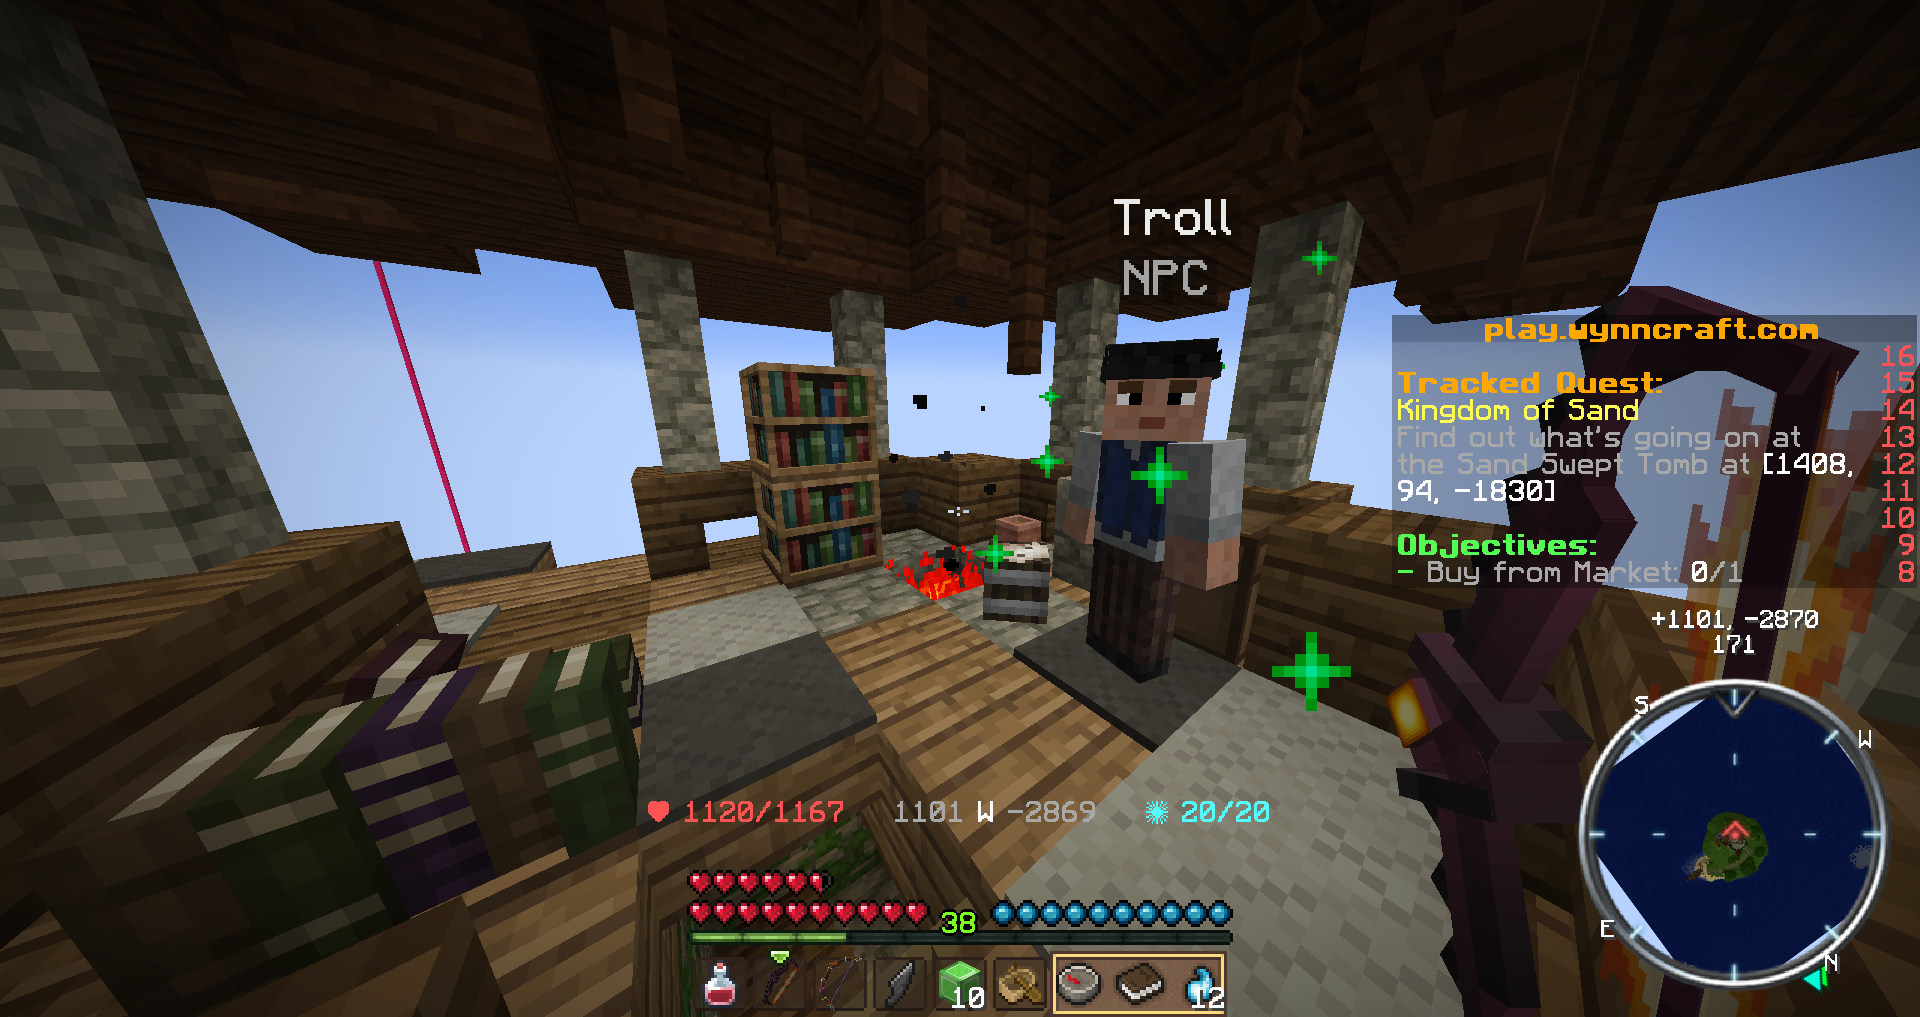 Troll
NPC
play.wynncraft.com
16
Tracked Quest: 15
Kingdom of Sand 14
Find out what's going on at 13
the Sand Swept Tomb at [1408, 12
94, -1830] 11
10
Objectives: 9
- Buy from Market: 0/1 8
+1101, -2870
171
S
W
E
N
1120/1167 1101 W -2869 20/20
38
10
12